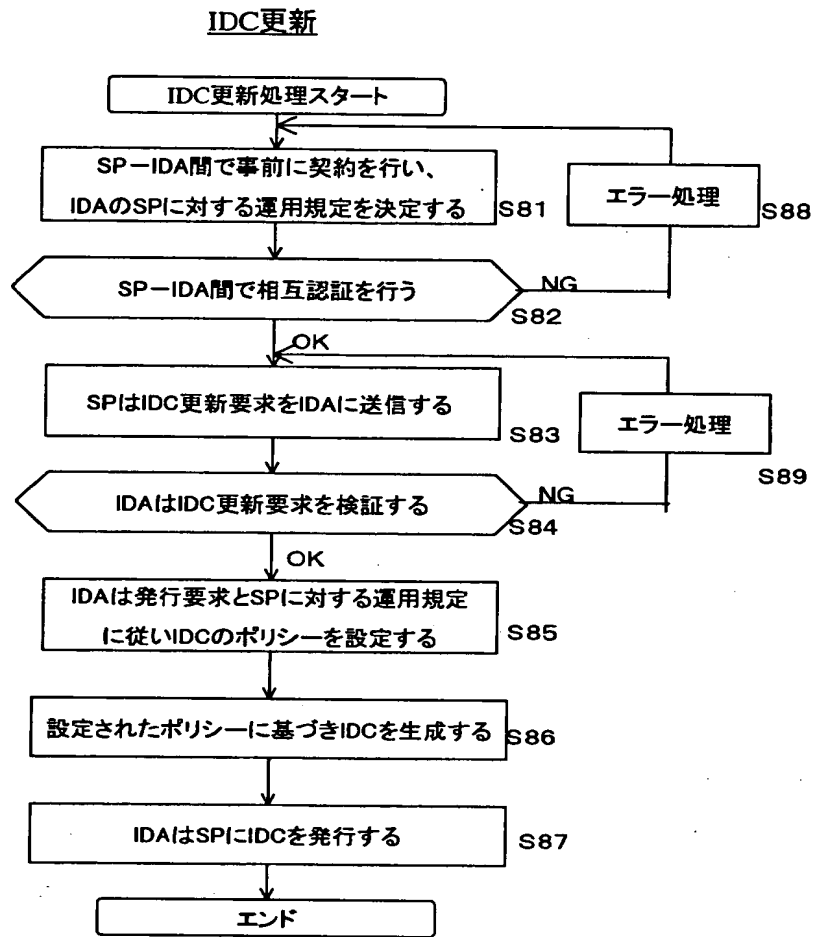 IDC更新
IDC更新処理スタート
SP－IDA間で事前に契約を行い、
IDAのSPに対する運用規定を決定する
S81
エラー処理
S88
SP－IDA間で相互認証を行う
NG
S82
OK
SPはIDC更新要求をIDAに送信する
S83
エラー処理
S89
IDAはIDC更新要求を検証する
NG
S84
OK
IDAは発行要求とSPに対する運用規定
に従いIDCのポリシーを設定する
S85
設定されたポリシーに基づきIDCを生成する
S86
IDAはSPにIDCを発行する
S87
エンド